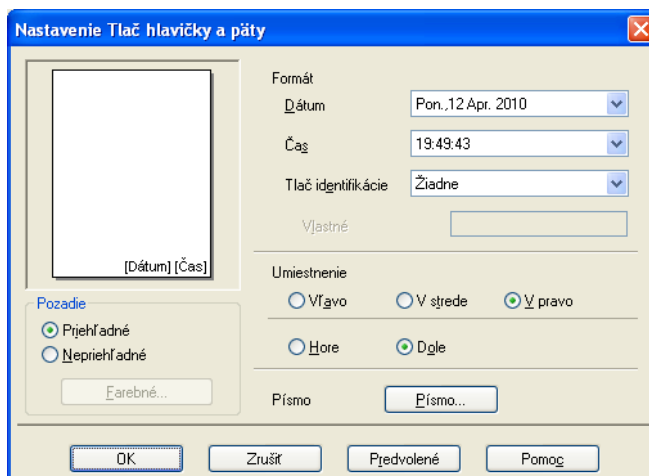 Nastavenie Tlač hlavičky a päty
[Dátum] [Čas]
Pozadie
Priehľadné
Nepriehľadné
Farebné...
Formát
Dátum Pon.,12 Apr. 2010
Čas 19:49:43
Tlač identifikácie Žiadne
Vlastné
Umiestnenie
Vľavo V strede V pravo
Hore Dole
Písmo Písmo...
OK Zrušiť Predvolené Pomoc